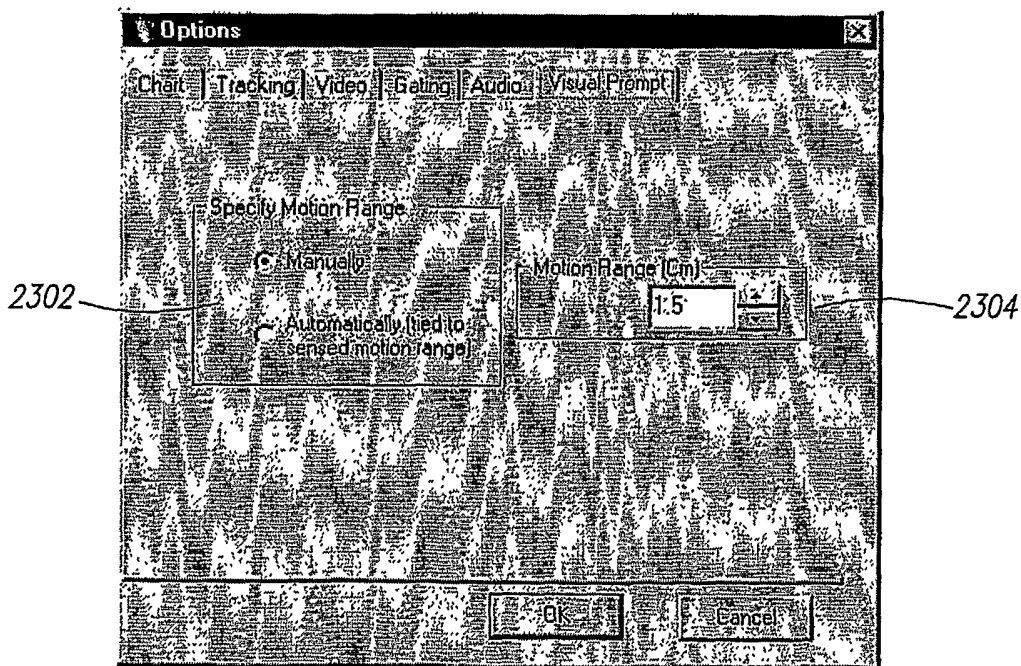 Options
Chart Tracking Video Gating Audio Visual Prompt
Specify Motion Range
Manually
Motion Range (Cm)
1.5
2302
2304
Automatically (tied to
sensed motion range)
OK Cancel